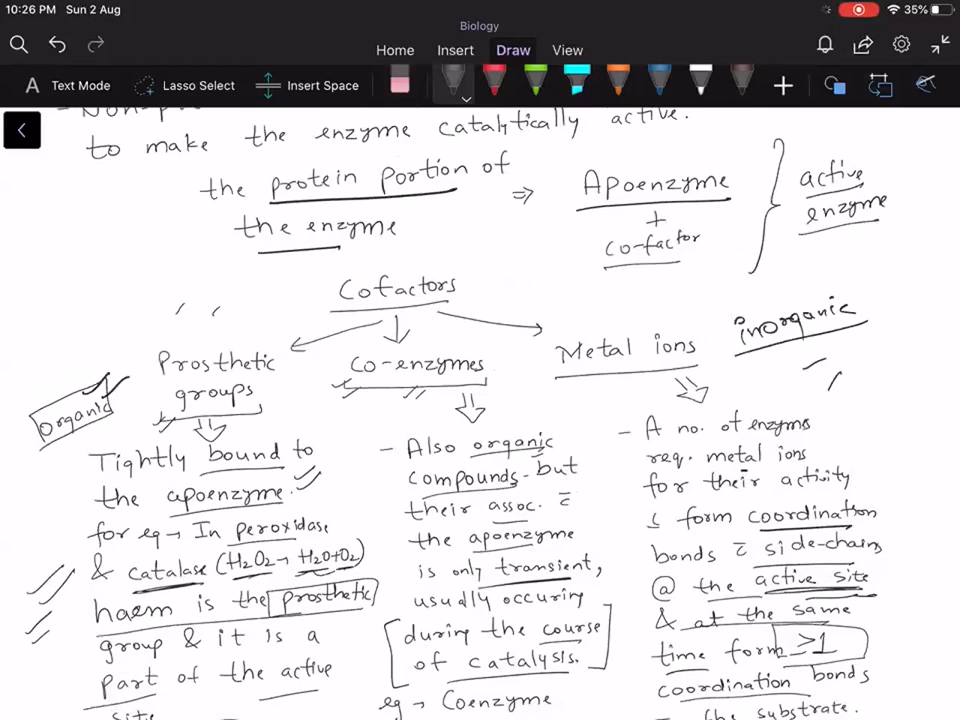 10:26 PM Sun 2 Aug
35%
Biology
Home Insert Draw View
Text Mode Lasso Select Insert Space
to make the enzyme catalytically active.
the protein portion of
the enzyme
⇒ Apoenzyme
+
co-factor
active
enzyme
Cofactors
inorganic
organic
Prosthetic
groups
Tightly bound to
the apoenzyme.
for eg → In peroxidase
& catalase (H2O2 → H2O+O2)
haem is the prosthetic
group & it is a
part of the active
site
Co-enzymes
- Also organic
compounds but
their assoc. c̄
the apoenzyme
is only transient,
usually occuring
[during the course
of catalysis.]
eg → Coenzyme
Metal ions
- A no. of enzyms
req. metal ions
for their activity
form coordination
bonds c̄ side-chains
@ the active site
& at the same
time form ≥1
coordination bonds
the substrate.